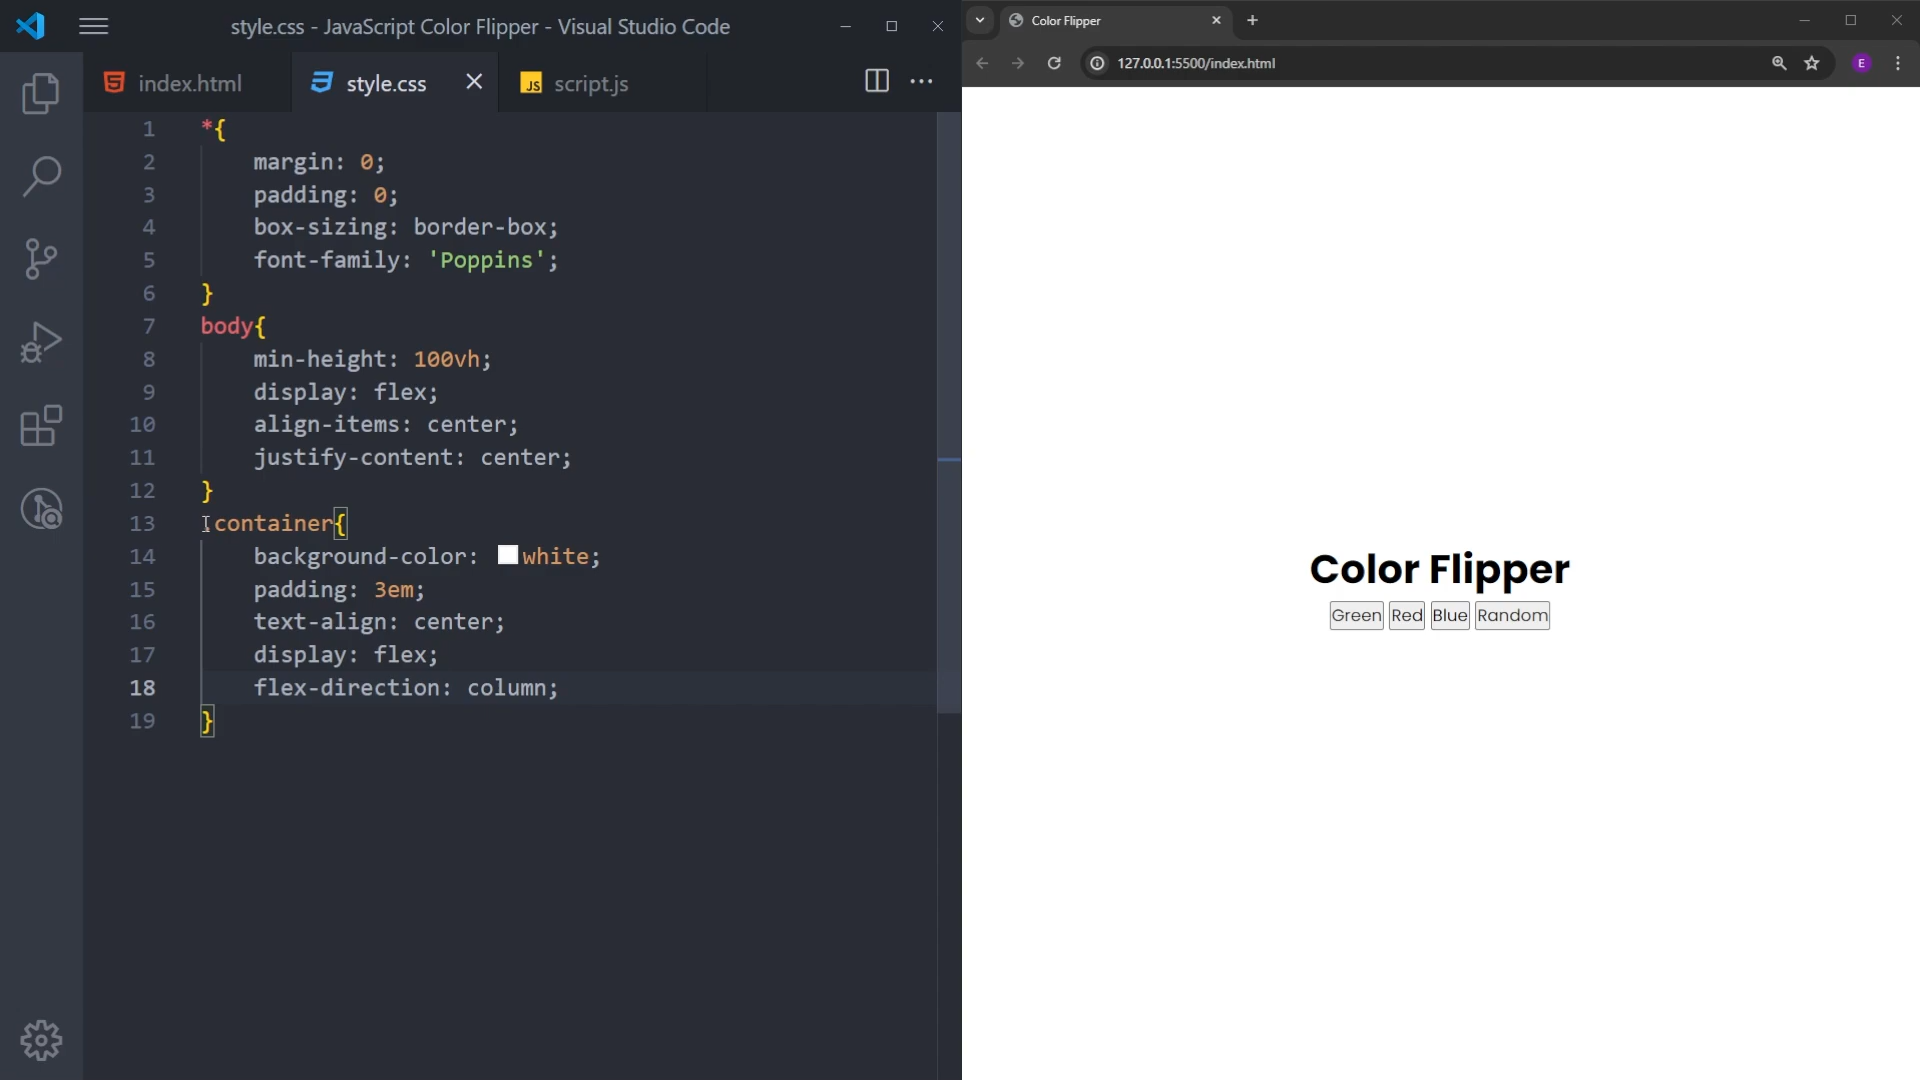 style.css - JavaScript Color Flipper - Visual Studio Code
index.html
style.css
JS script.js
1 *{
2 margin: 0;
3 padding: 0;
4 box-sizing: border-box;
5 font-family: 'Poppins';
6 }
7 body{
8 min-height: 100vh;
9 display: flex;
10 align-items: center;
11 justify-content: center;
12 }
13 .container{
14 background-color: white;
15 padding: 3em;
16 text-align: center;
17 display: flex;
18 flex-direction: column;
19 }
Color Flipper
127.0.0.1:5500/index.html
E
Color Flipper
Green Red Blue Random